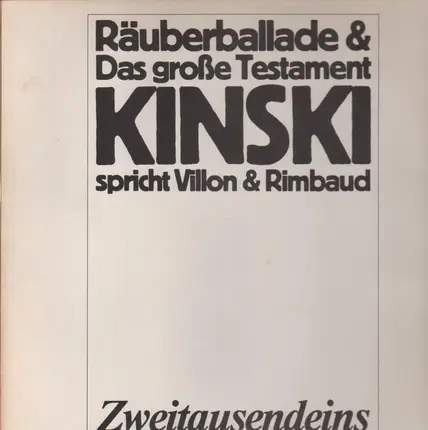 Räuberballade &
Das große Testament
KINSKI
spricht Villon & Rimbaud
Zweitausendeins